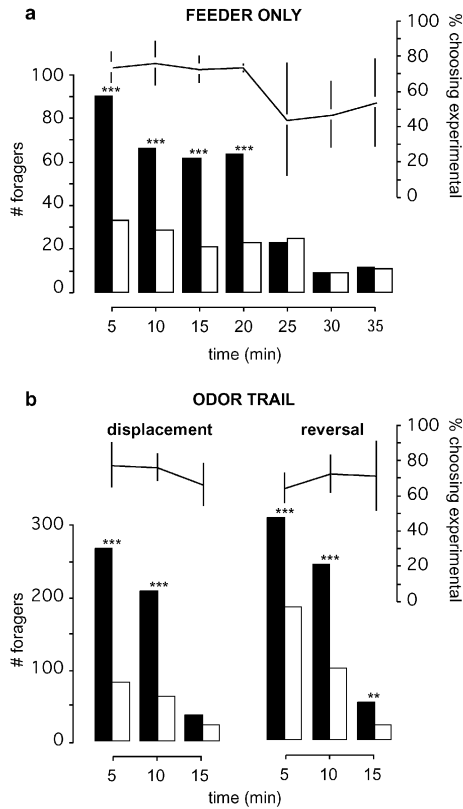 a
FEEDER ONLY
100
80
60
40
20
0
# foragers
*** *** *** ***
100
80
60
40
20
0
% choosing experimental
5 10 15 20 25 30 35
time (min)
b
ODOR TRAIL
displacement reversal
300
200
100
0
# foragers
*** *** *** *** **
100
80
60
40
20
0
% choosing experimental
5 10 15 5 10 15
time (min)